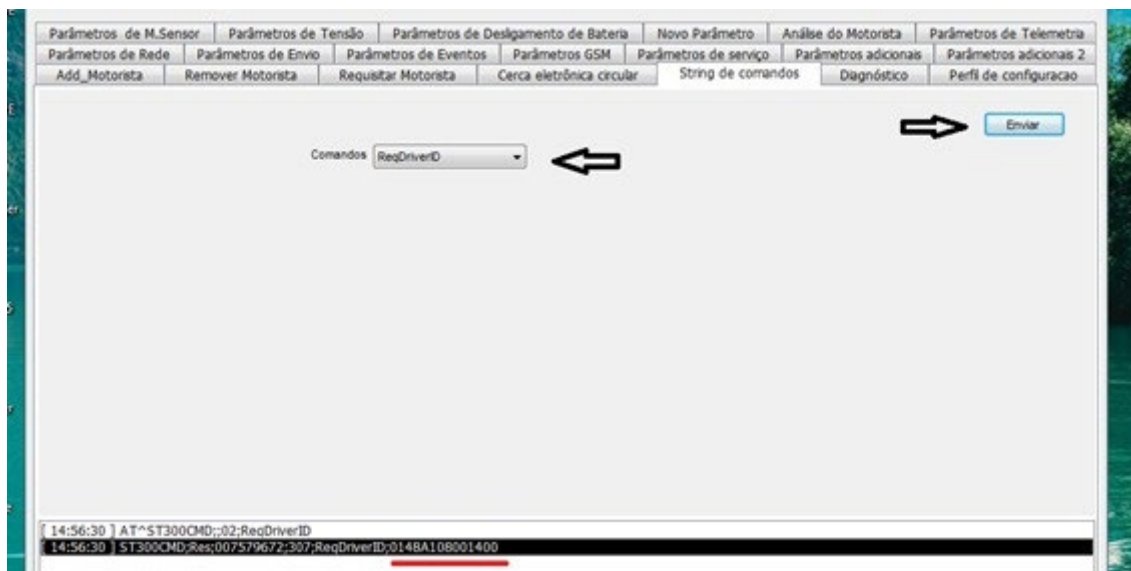 Parâmetros de M.Sensor Parâmetros de Tensão Parâmetros de Desligamento de Bateria Novo Parâmetro Análise do Motorista Parâmetros de Telemetria
Parâmetros de Rede Parâmetros de Envio Parâmetros de Eventos Parâmetros GSM Parâmetros de serviço Parâmetros adicionais Parâmetros adicionais 2
Add_Motorista Remover Motorista Requisitar Motorista Cerca eletrônica circular String de comandos Diagnóstico Perfil de configuracao
Enviar
Comandos ReqDriverID
[ 14:56:30 ] AT^ST300CMD;;02;ReqDriverID
[ 14:56:30 ] ST300CMD;Res;007579672;307;ReqDriverID;0148A108001400